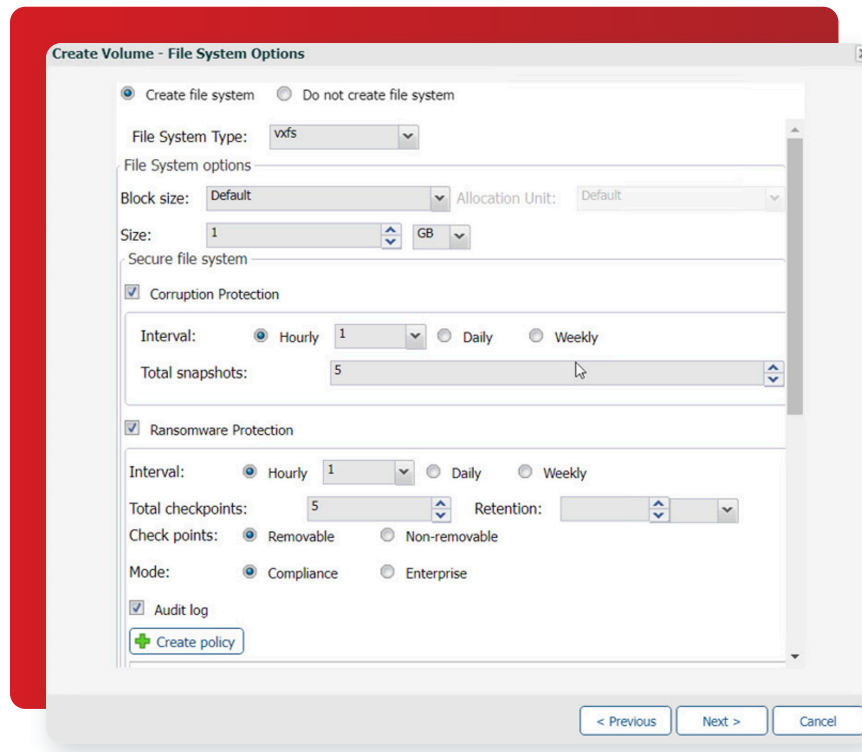 Create Volume - File System Options
Create file system Do not create file system
File System Type: vxfs
File System options
Block size: Default Allocation Unit: Default
Size: 1 GB
Secure file system
Corruption Protection
Interval: Hourly 1 Daily Weekly
Total snapshots: 5
Ransomware Protection
Interval: Hourly 1 Daily Weekly
Total checkpoints: 5 Retention:
Check points: Removable Non-removable
Mode: Compliance Enterprise
Audit log
Create policy
< Previous Next > Cancel